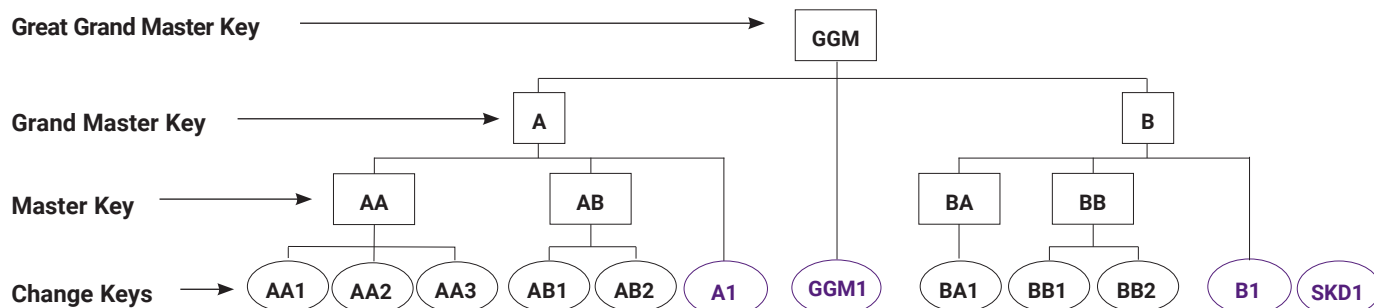 Great Grand Master Key
GGM
Grand Master Key
A
B
Master Key
AA
AB
BA
BB
Change Keys
AA1
AA2
AA3
AB1
AB2
A1
GGM1
BA1
BB1
BB2
B1
SKD1